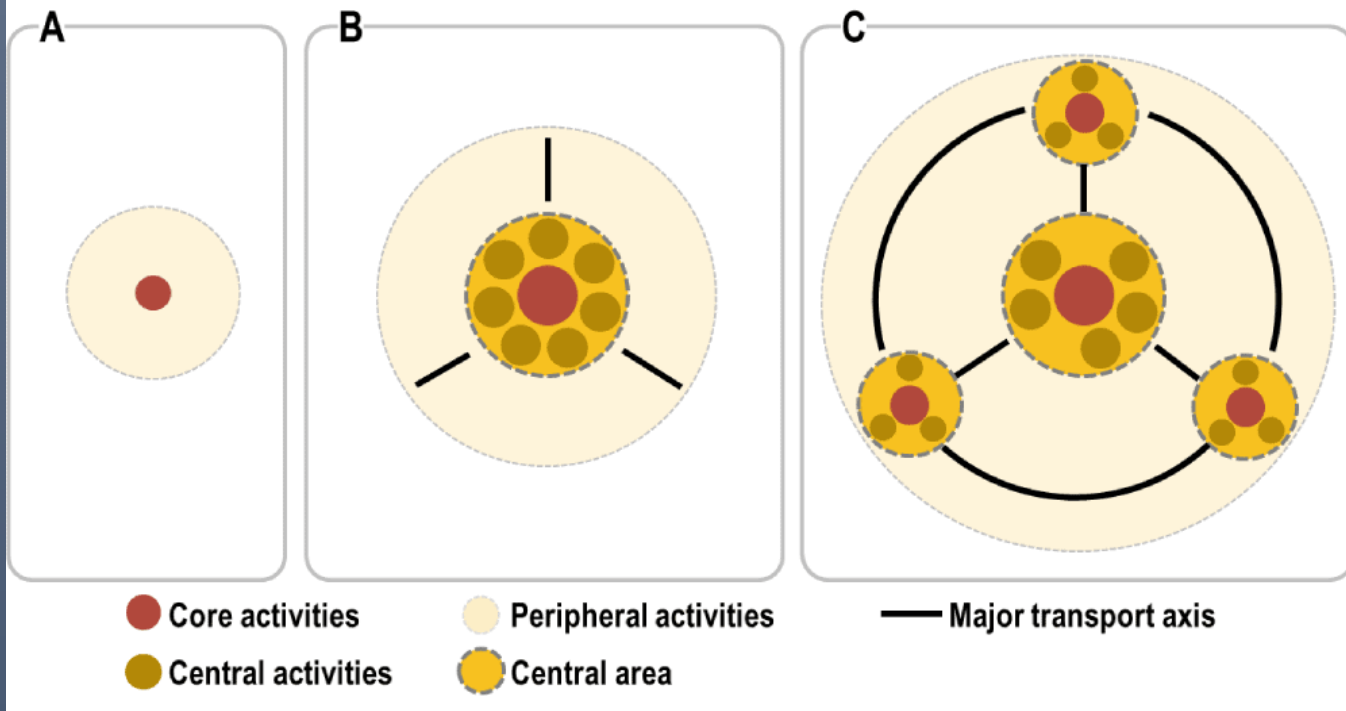 A
B
C
Core activities
Peripheral activities
Major transport axis
Central activities
Central area